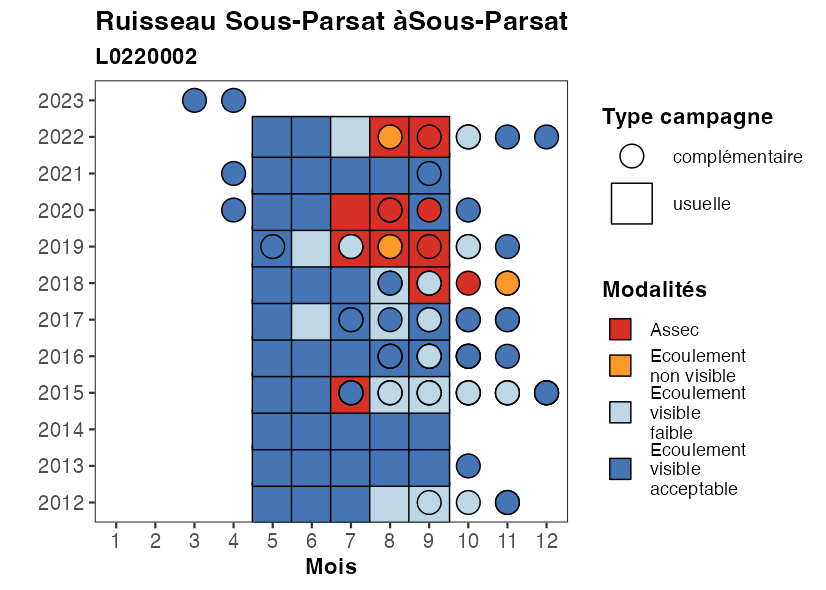 Ruisseau Sous-Parsat àSous-Parsat
L0220002
2023
2022
2021
2020
2019
2018
2017
2016
2015
2014
2013
2012
1 2 3 4 5 6 7 8 9 10 11 12
Mois
Type campagne
complémentaire
usuelle
Modalités
Assec
Ecoulement
non visible
Ecoulement
visible
faible
Ecoulement
visible
acceptable